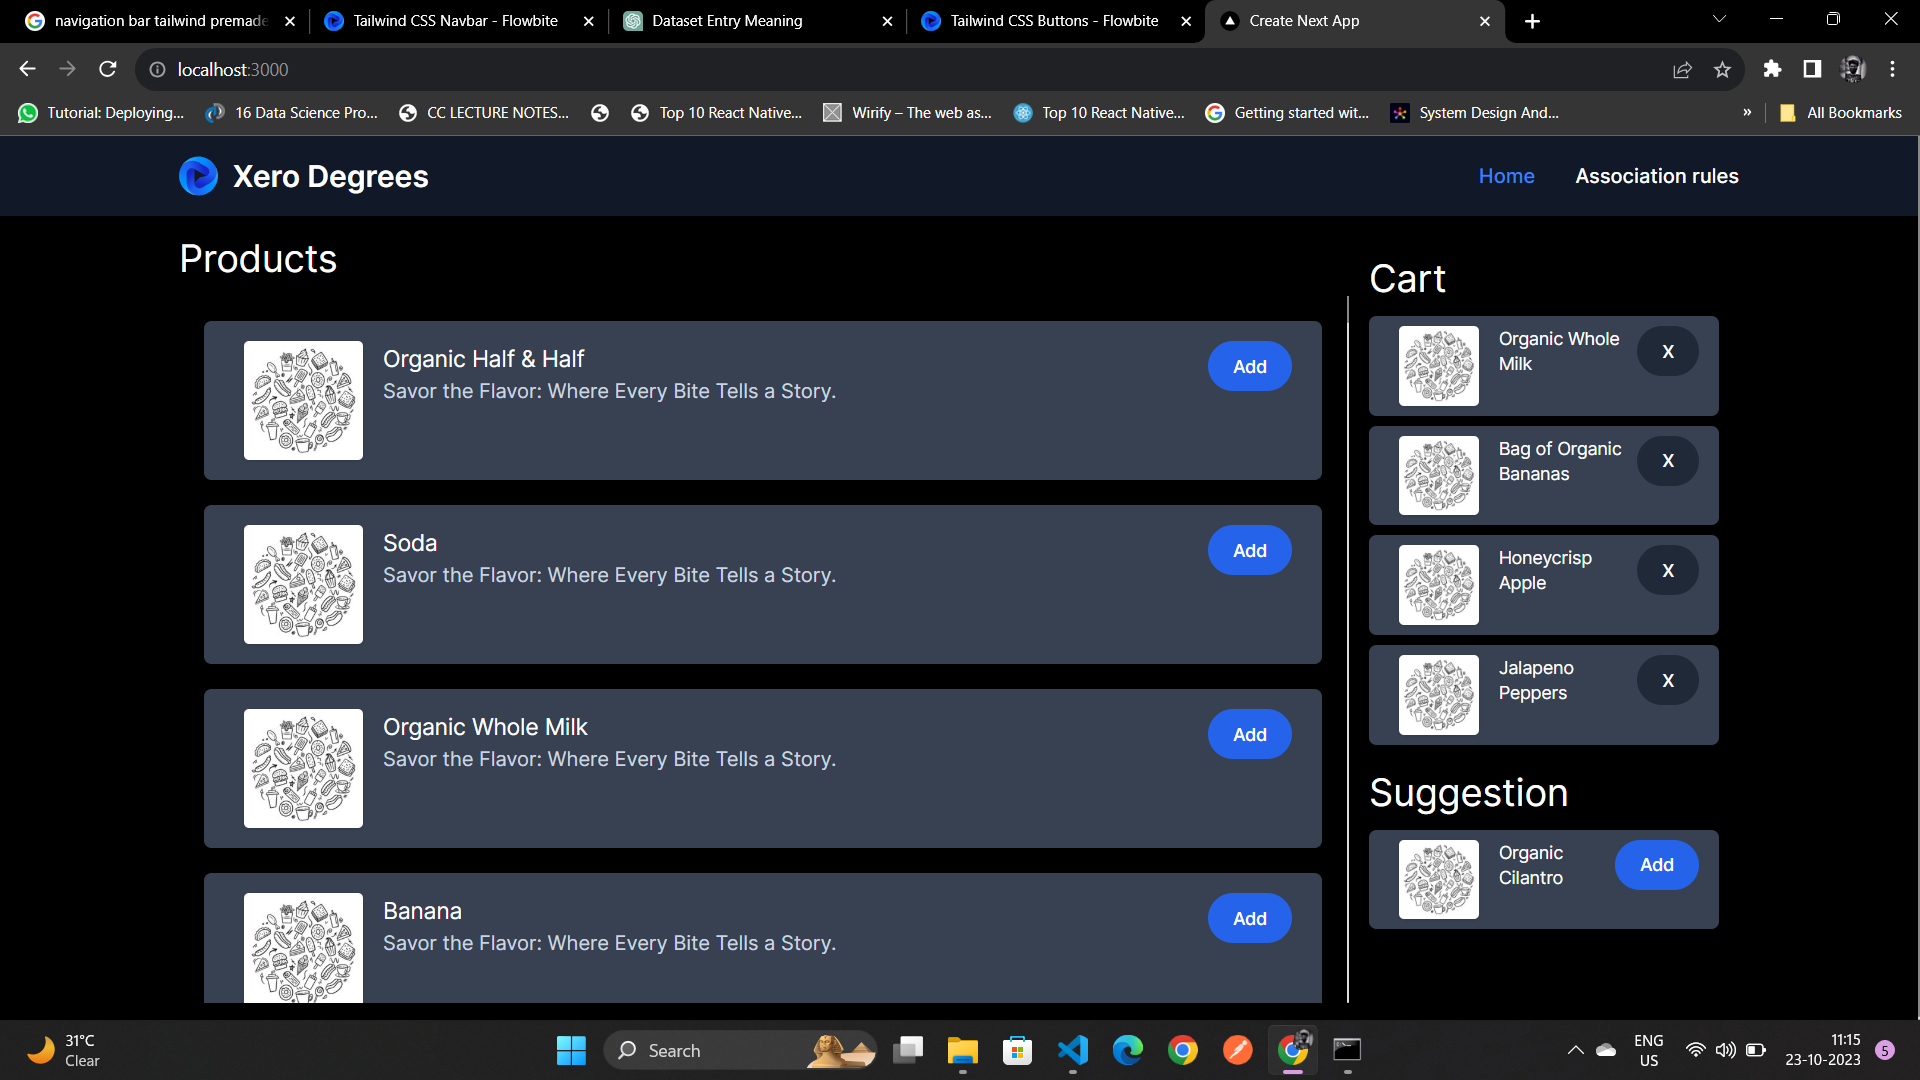 navigation bar tailwind premade
Tailwind CSS Navbar - Flowbite
Dataset Entry Meaning
Tailwind CSS Buttons - Flowbite
Create Next App
localhost:3000
Tutorial: Deploying...
16 Data Science Pro...
CC LECTURE NOTES...
Top 10 React Native...
Wirify – The web as...
Top 10 React Native...
Getting started wit...
System Design And...
»
All Bookmarks
Xero Degrees
Home
Association rules
Products
Organic Half & Half
Savor the Flavor: Where Every Bite Tells a Story.
Add
Soda
Savor the Flavor: Where Every Bite Tells a Story.
Add
Organic Whole Milk
Savor the Flavor: Where Every Bite Tells a Story.
Add
Banana
Savor the Flavor: Where Every Bite Tells a Story.
Add
Cart
Organic Whole
Milk
X
Bag of Organic
Bananas
X
Honeycrisp
Apple
X
Jalapeno
Peppers
X
Suggestion
Organic
Cilantro
Add
31°C
Clear
Search
ENG
US
11:15
23-10-2023
5